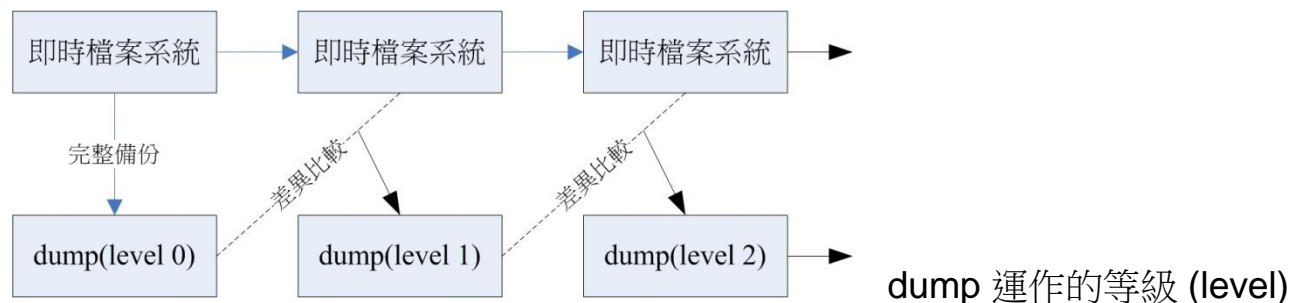 即時檔案系統
即時檔案系統
即時檔案系統
完整備份
差異比較
差異比較
dump(level 0)
dump(level 1)
dump(level 2)
dump 運作的等級 (level)